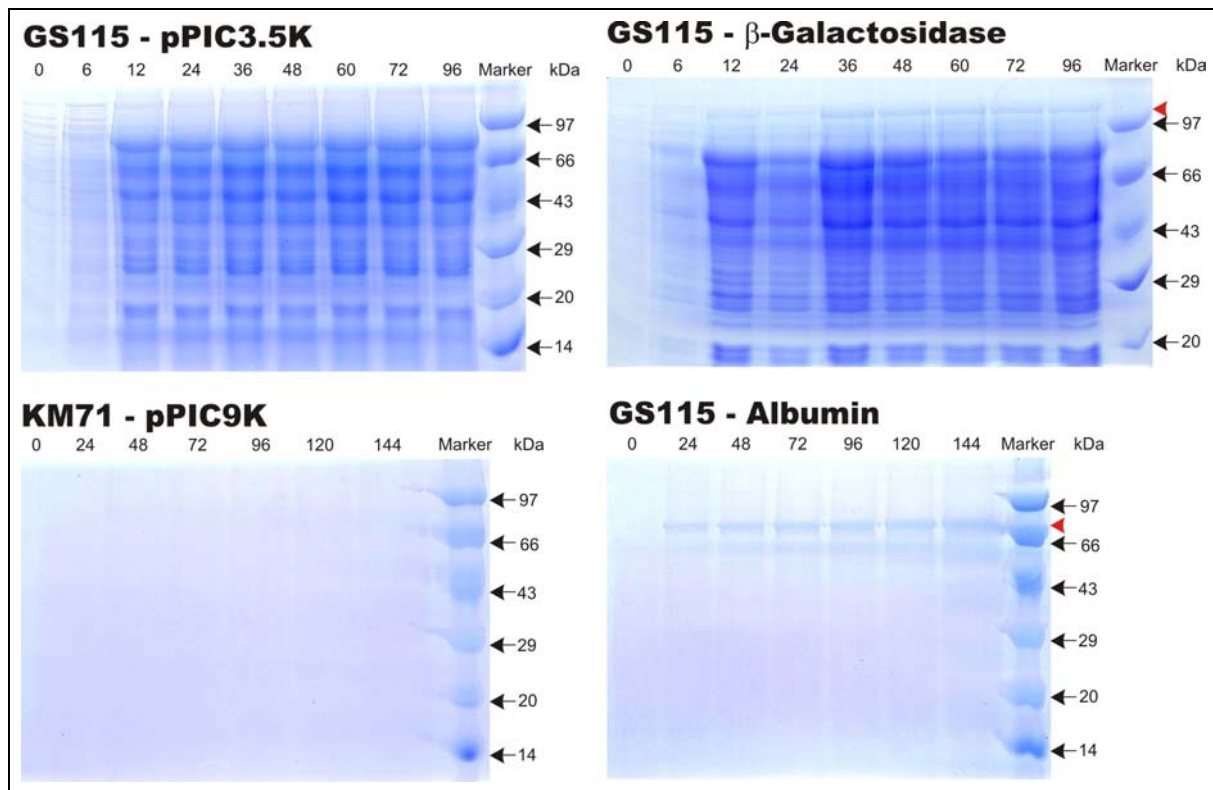 GS115 - pPIC3.5K
0 6 12 24 36 48 60 72 96 Marker kDa
97
66
43
29
20
14
GS115 - β-Galactosidase
0 6 12 24 36 48 60 72 96 Marker kDa
97
66
43
29
20
KM71 - pPIC9K
0 24 48 72 96 120 144 Marker kDa
97
66
43
29
20
14
GS115 - Albumin
0 24 48 72 96 120 144 Marker kDa
97
66
43
29
20
14